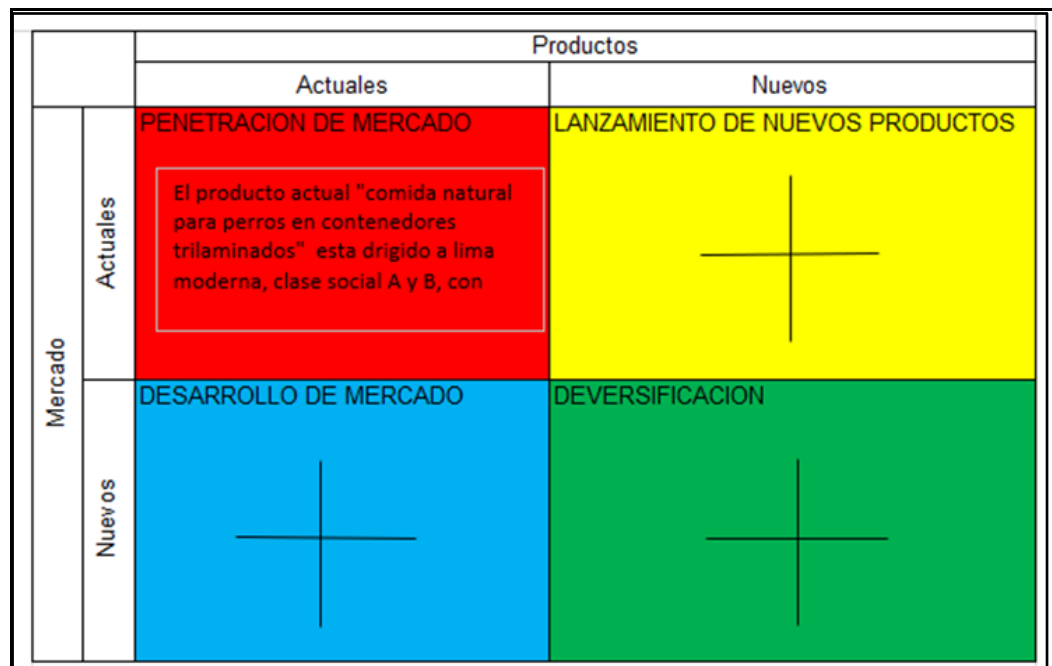 Productos
Actuales
Nuevos
Mercado
Actuales
PENETRACION DE MERCADO
El producto actual "comida natural
para perros en contenedores
trilaminados"  esta drigido a lima
moderna, clase social A y B, con
LANZAMIENTO DE NUEVOS PRODUCTOS
Nuevos
DESARROLLO DE MERCADO
DEVERSIFICACION